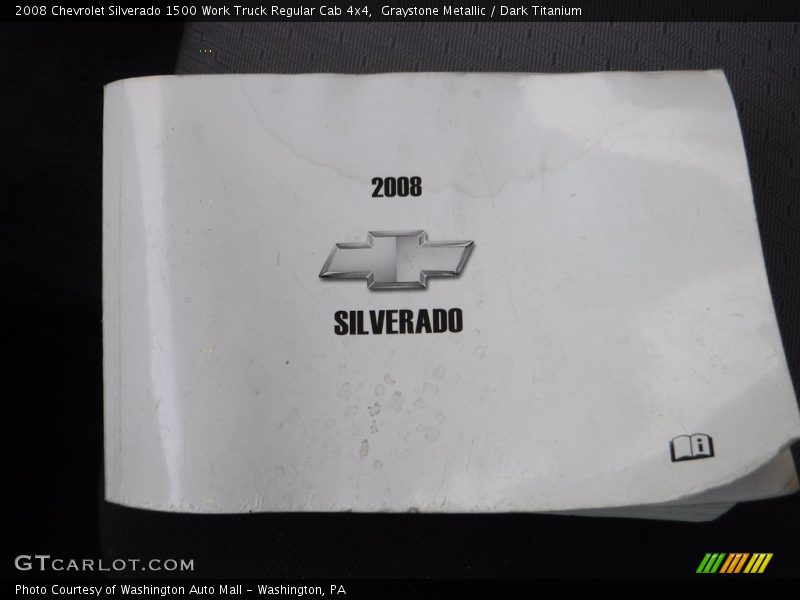 2008 Chevrolet Silverado 1500 Work Truck Regular Cab 4x4,  Graystone Metallic / Dark Titanium
2008
SILVERADO
i
GTCARLOT.COM
Photo Courtesy of Washington Auto Mall - Washington, PA